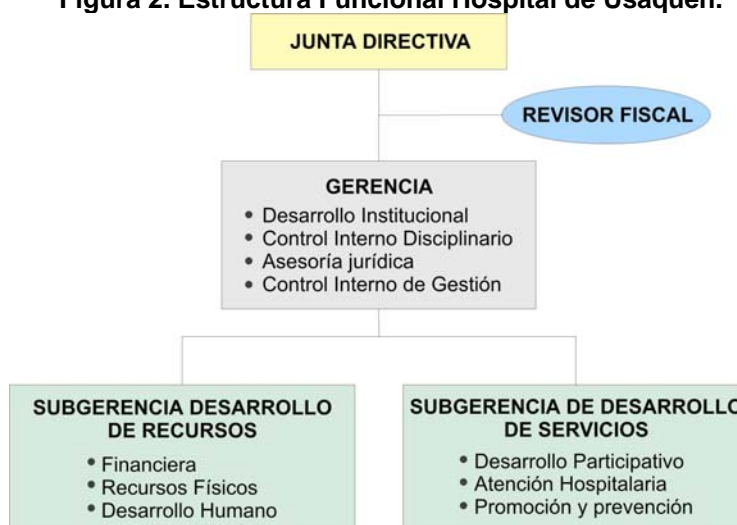 Figura 2. Estructura Funcional Hospital de Usaquén.
JUNTA DIRECTIVA
REVISOR FISCAL
GERENCIA
• Desarrollo Institucional
• Control Interno Disciplinario
• Asesoría jurídica
• Control Interno de Gestión
SUBGERENCIA DESARROLLO
DE RECURSOS
• Financiera
• Recursos Físicos
• Desarrollo Humano
SUBGERENCIA DE DESARROLLO
DE SERVICIOS
• Desarrollo Participativo
• Atención Hospitalaria
• Promoción y prevención